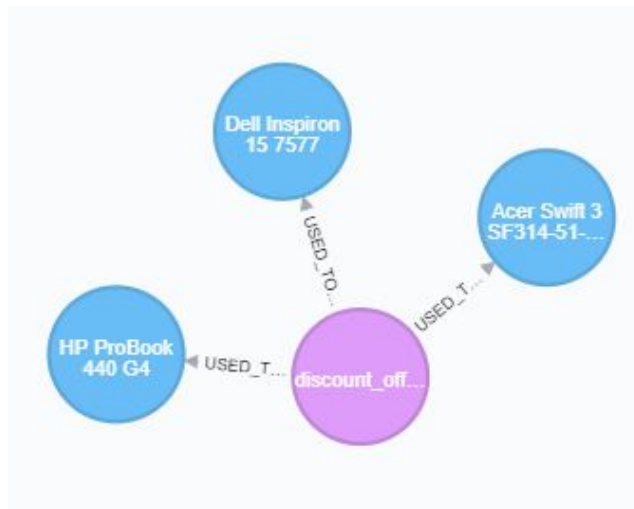 Dell Inspiron
15 7577
Acer Swift 3
SF314-51-...
USED_TO...
USED_T...
HP ProBook
440 G4
USED_T...
discount_off...